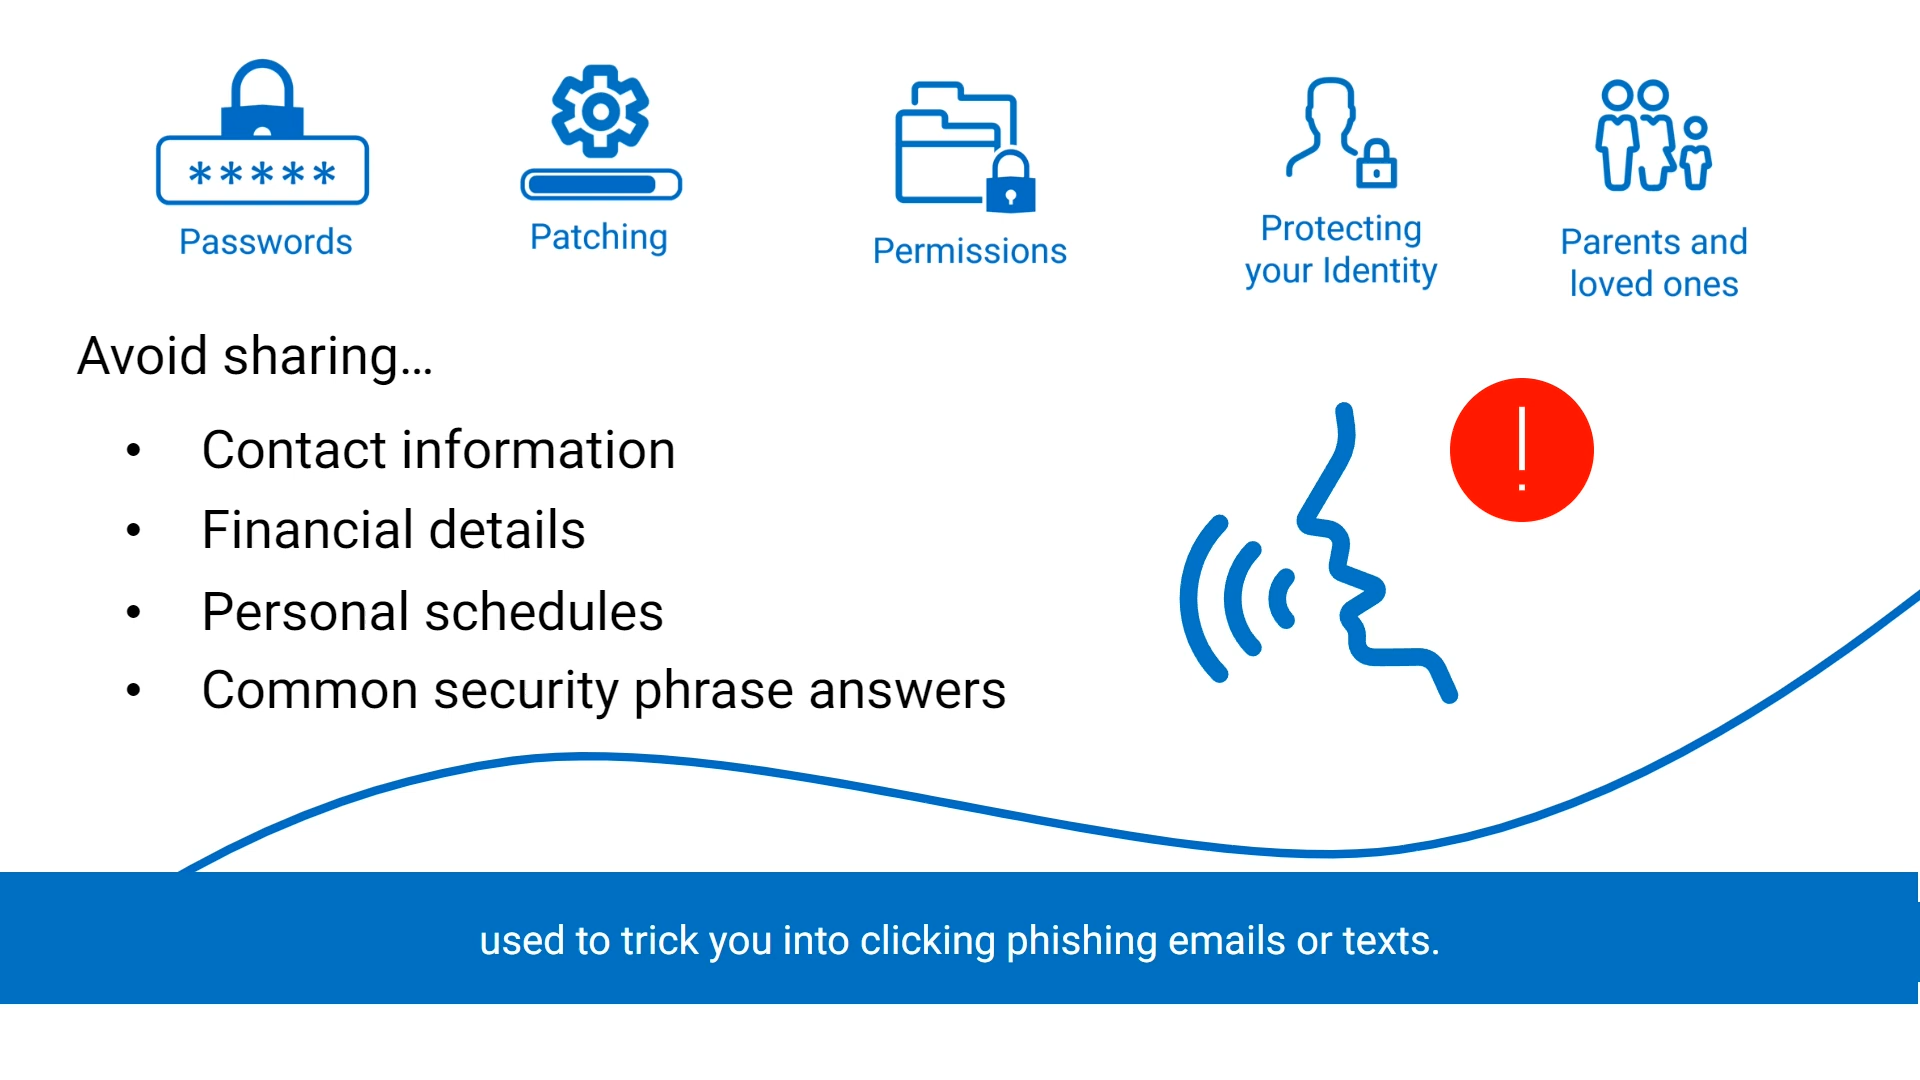 *****
Passwords
Patching
Permissions
Protecting
your Identity
Parents and
loved ones
Avoid sharing...
• Contact information
• Financial details
• Personal schedules
• Common security phrase answers
!
used to trick you into clicking phishing emails or texts.